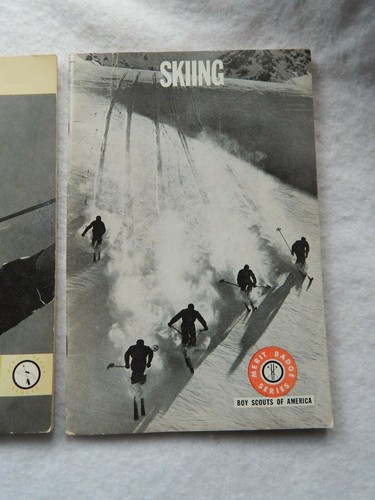 SKIING
MERIT BADGE
SERIES
BOY SCOUTS OF AMERICA